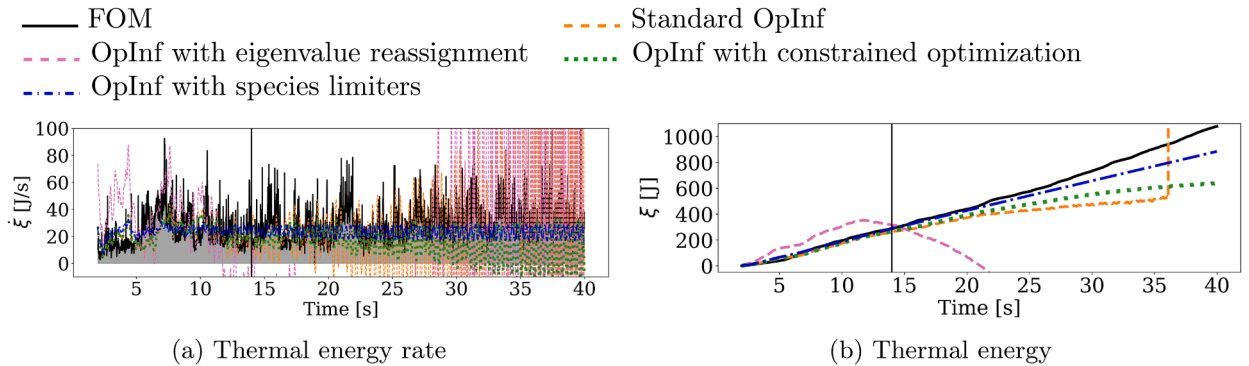 FOM
Standard OpInf
OpInf with eigenvalue reassignment
OpInf with constrained optimization
OpInf with species limiters
100
80
60
40
20
0
ξ̇ [J/s]
5 10 15 20 25 30 35 40
Time [s]
(a) Thermal energy rate
1000
800
600
400
200
0
ξ [J]
5 10 15 20 25 30 35 40
Time [s]
(b) Thermal energy